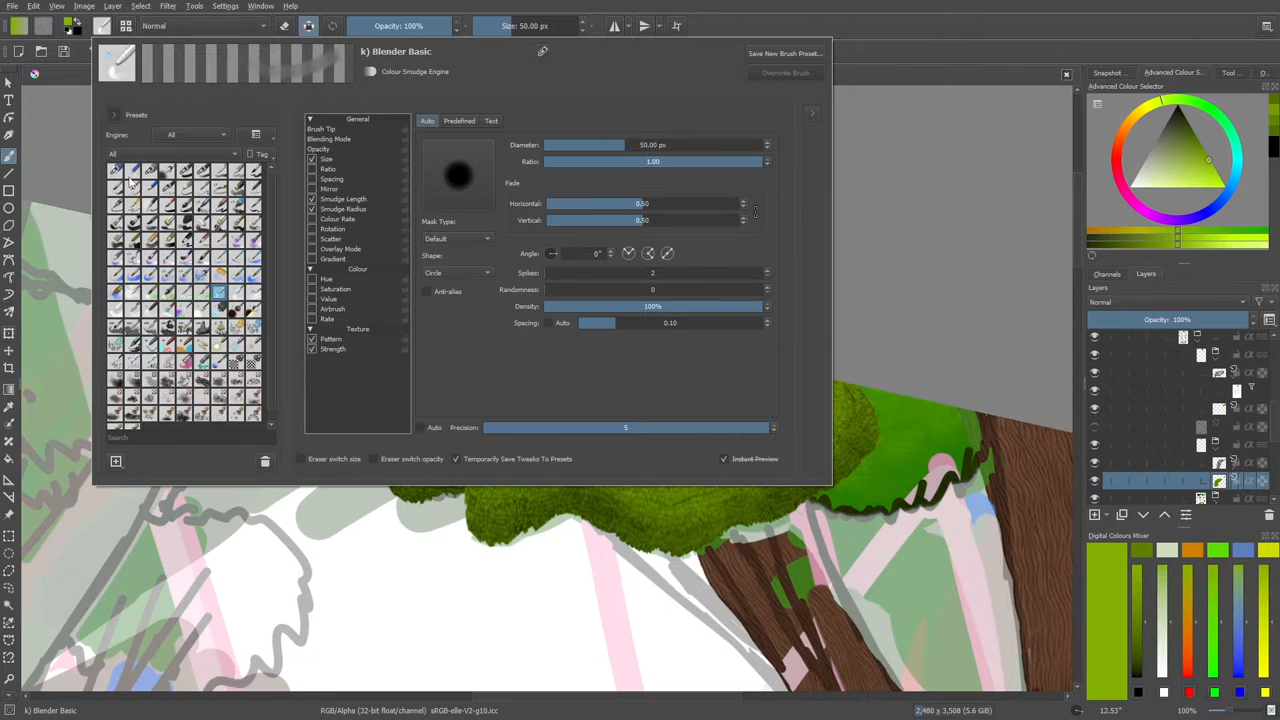 File Edit View Image Layer Select Filter Tools Settings Window Help
Normal Opacity: 100% Size: 50.00 px
k) Blender Basic
Save New Brush Preset...
Colour Smudge Engine
Overwrite Brush
Snapshot ... Advanced Colour S... Tool ... O...
Advanced Colour Selector
Presets
General
Auto Predefined Text
Engine: All
Brush Tip
Blending Mode
Opacity
Size
Ratio
Spacing
Mirror
Smudge Length
Smudge Radius
Colour Rate
Rotation
Scatter
Overlay Mode
Gradient
Colour
Hue
Saturation
Value
Airbrush
Rate
Texture
Pattern
Strength
All Tag
Search
Diameter: 50.00 px
Ratio: 1.00
Fade
Horizontal: 0.50
Vertical: 0.50
Mask Type:
Default
Shape:
Circle
Anti-alias
Angle: 0°
Spikes: 2
Randomness: 0
Density: 100%
Spacing: Auto 0.10
Auto Precision: 5
Eraser switch size Eraser switch opacity Temporarily Save Tweaks To Presets Instant Preview
Channels Layers
Layers
Normal
Opacity: 100%
Digital Colours Mixer
k) Blender Basic RGB/Alpha (32-bit float/channel) sRGB-elle-V2-g10.icc 2,480 x 3,508 (5.6 GiB) 12.53° 100%